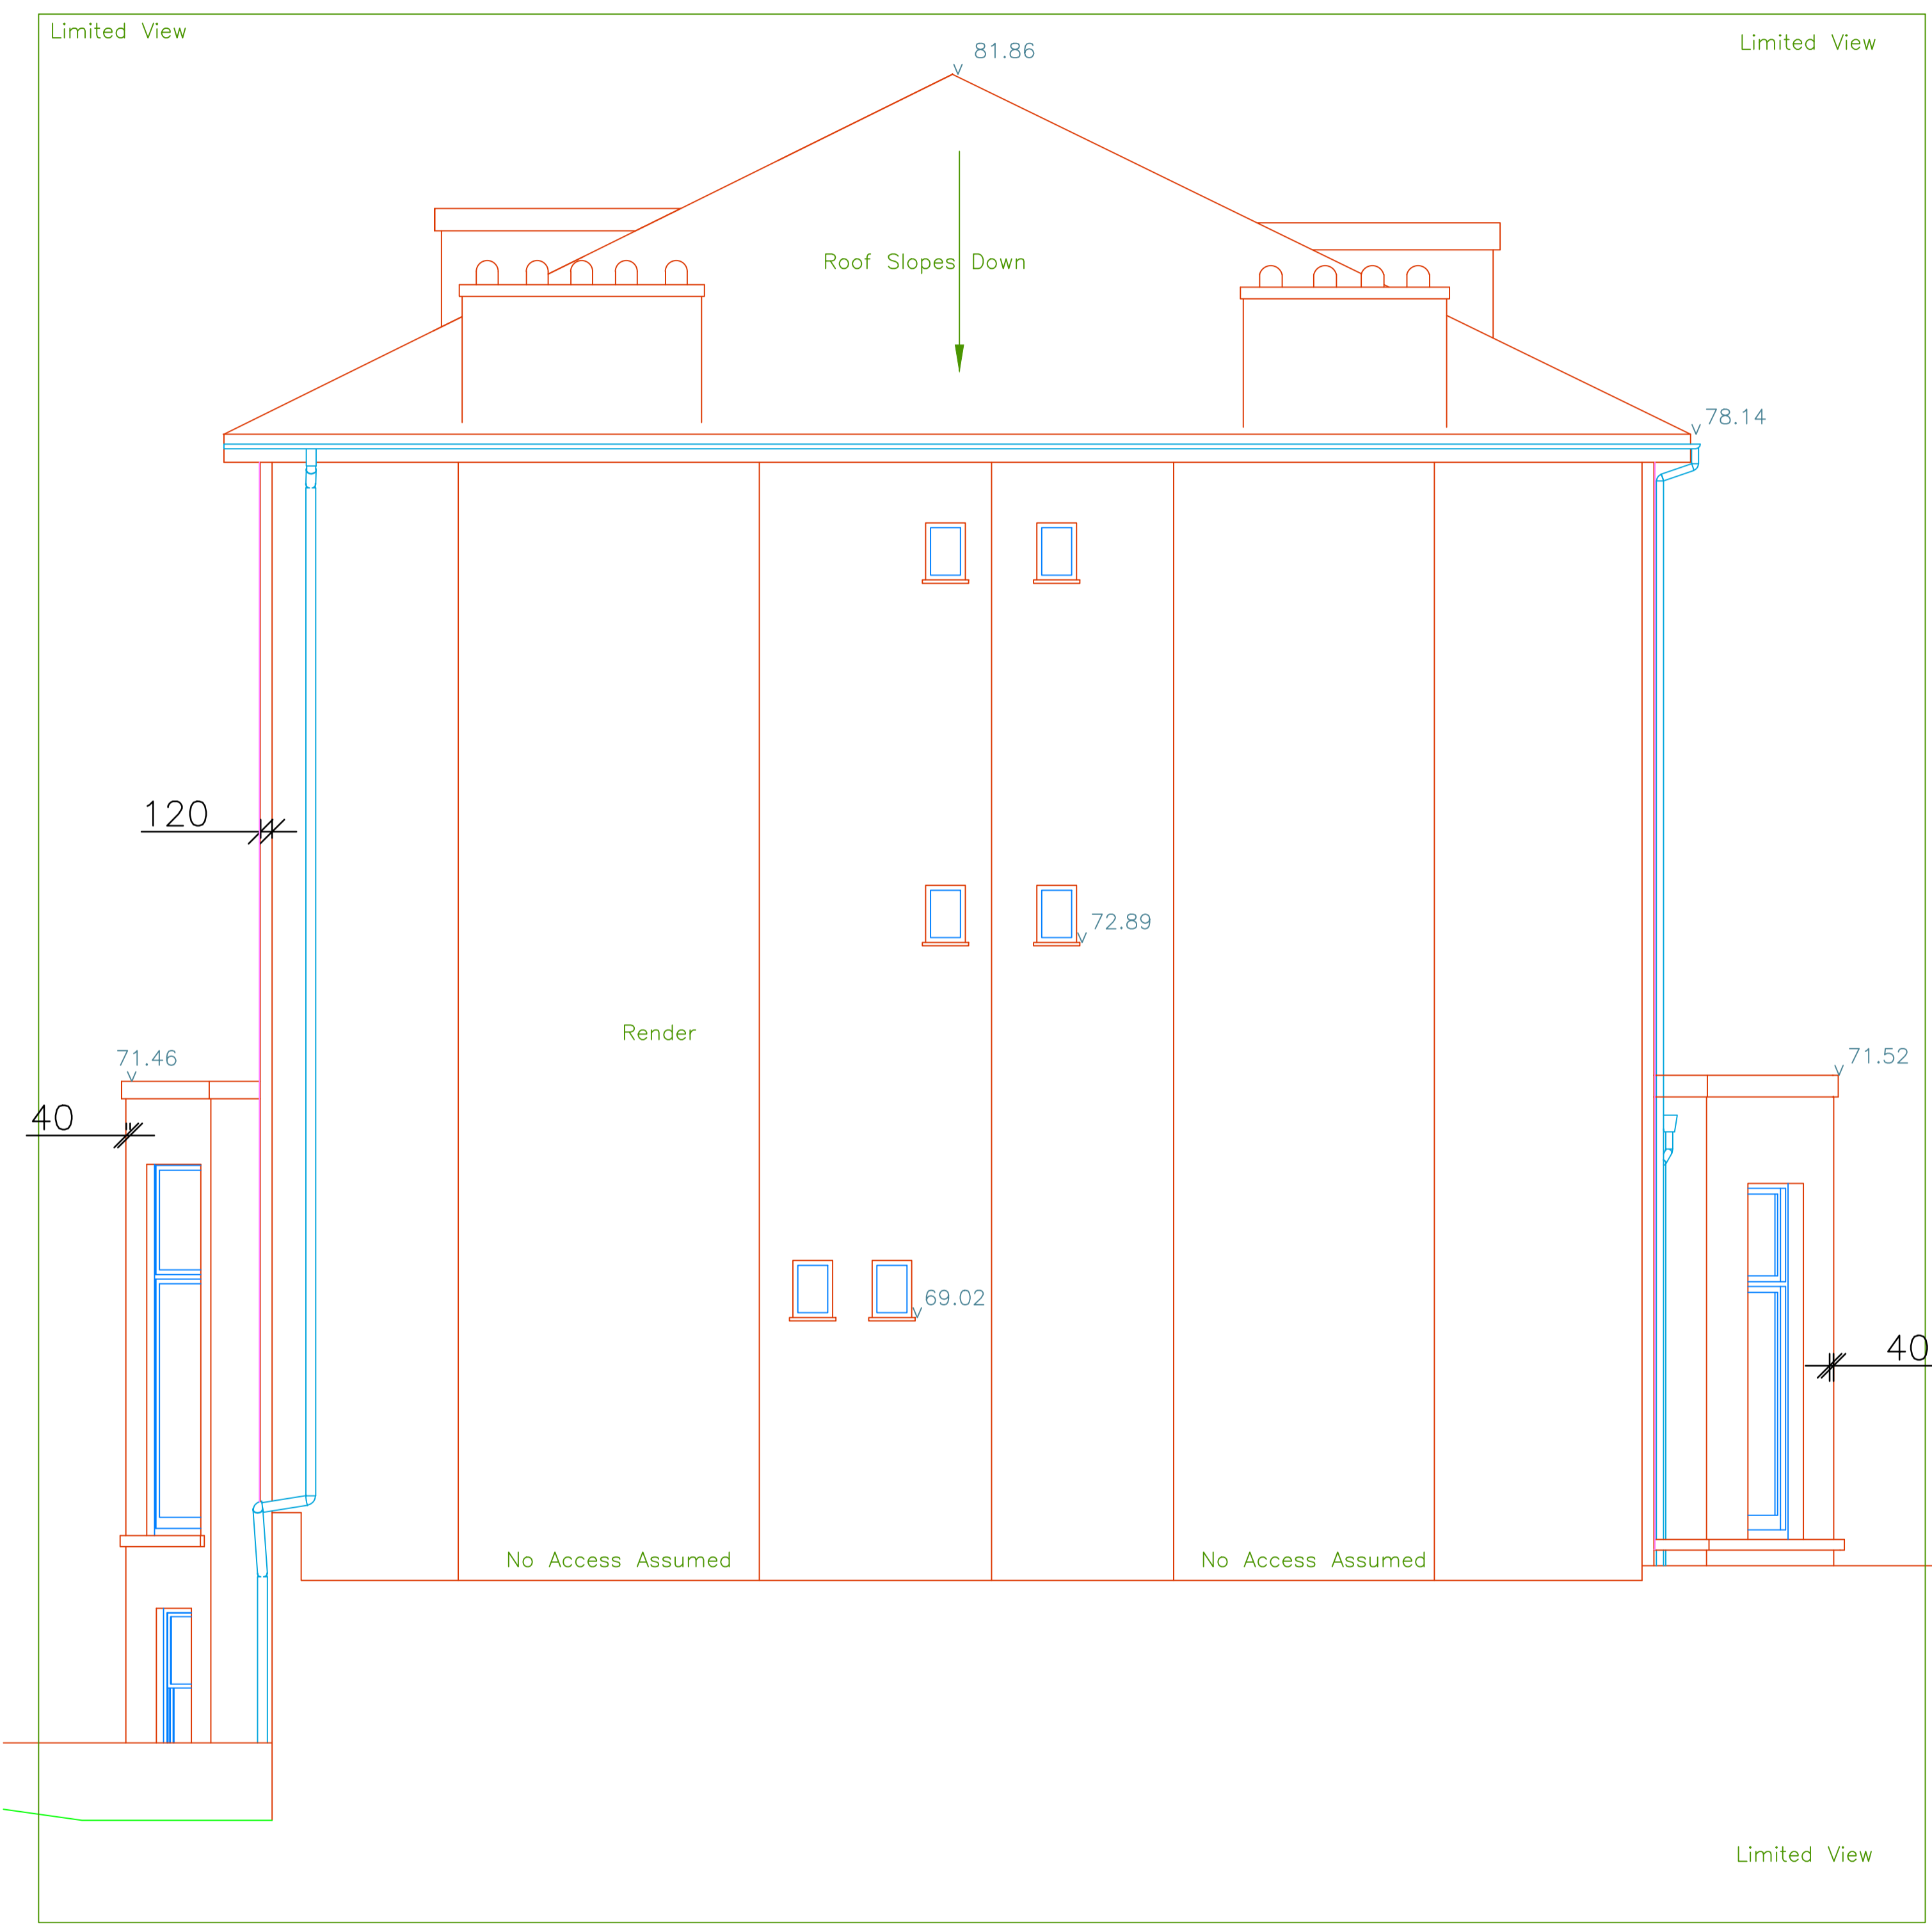 Limited View
Limited View
81.86
Roof Slopes Down
78.14
120
72.89
Render
71.46
71.52
40
69.02
40
No Access Assumed
No Access Assumed
Limited View